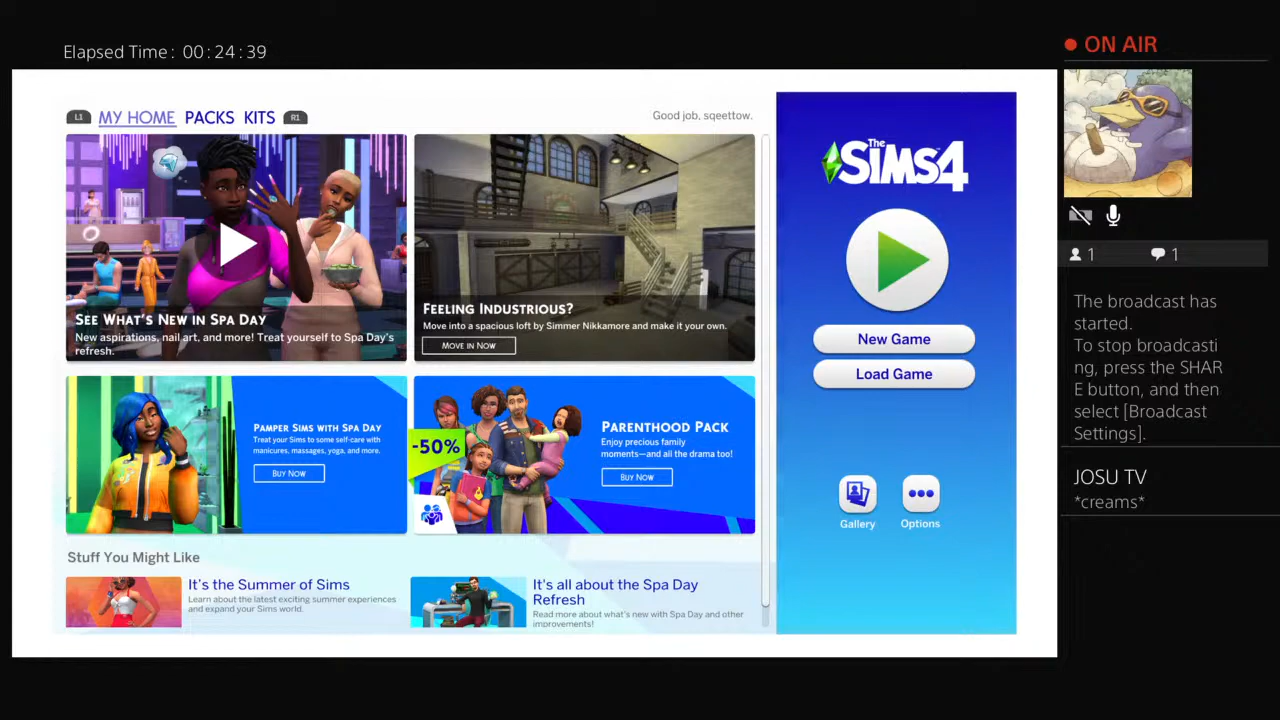 Elapsed Time: 00:24:39
ON AIR
L1 MY HOME PACKS KITS R1
Good job, sqeettow.
SEE WHAT'S NEW IN SPA DAY
New aspirations, nail art, and more! Treat yourself to Spa Day's
refresh.
FEELING INDUSTRIOUS?
Move into a spacious loft by Simmer Nikkamore and make it your own.
MOVE IN NOW
PAMPER SIMS WITH SPA DAY
Treat your Sims to some self-care with
manicures, massages, yoga, and more.
BUY NOW
-50%
PARENTHOOD PACK
Enjoy precious family
moments—and all the drama too!
BUY NOW
Stuff You Might Like
It's the Summer of Sims
Learn about the latest exciting summer experiences
and expand your Sims world.
It's all about the Spa Day
Refresh
Read more about what's new with Spa Day and other
improvements!
The SIMS 4
New Game
Load Game
Gallery
Options
1
1
The broadcast has
started.
To stop broadcasti
ng, press the SHAR
E button, and then
select [Broadcast
Settings].
JOSU TV
*creams*